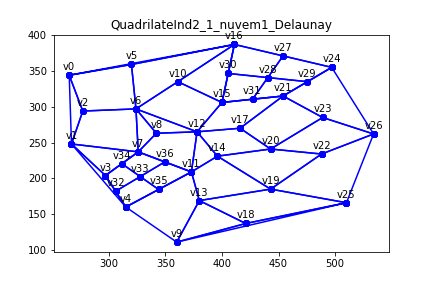 QuadrilateInd2_1_nuvem1_Delaunay
400
350
300
250
200
150
100
300
350
400
450
500
v16
v27
v5
v0
v24
v30
v28
v29
v10
v21
v31
v15
v2
v6
v23
v17
v12
v8
v26
v1
v7
v20
v14
v22
v34
v36
v11
v3
v33
v32
v35
v19
v13
v4
v25
v18
v9